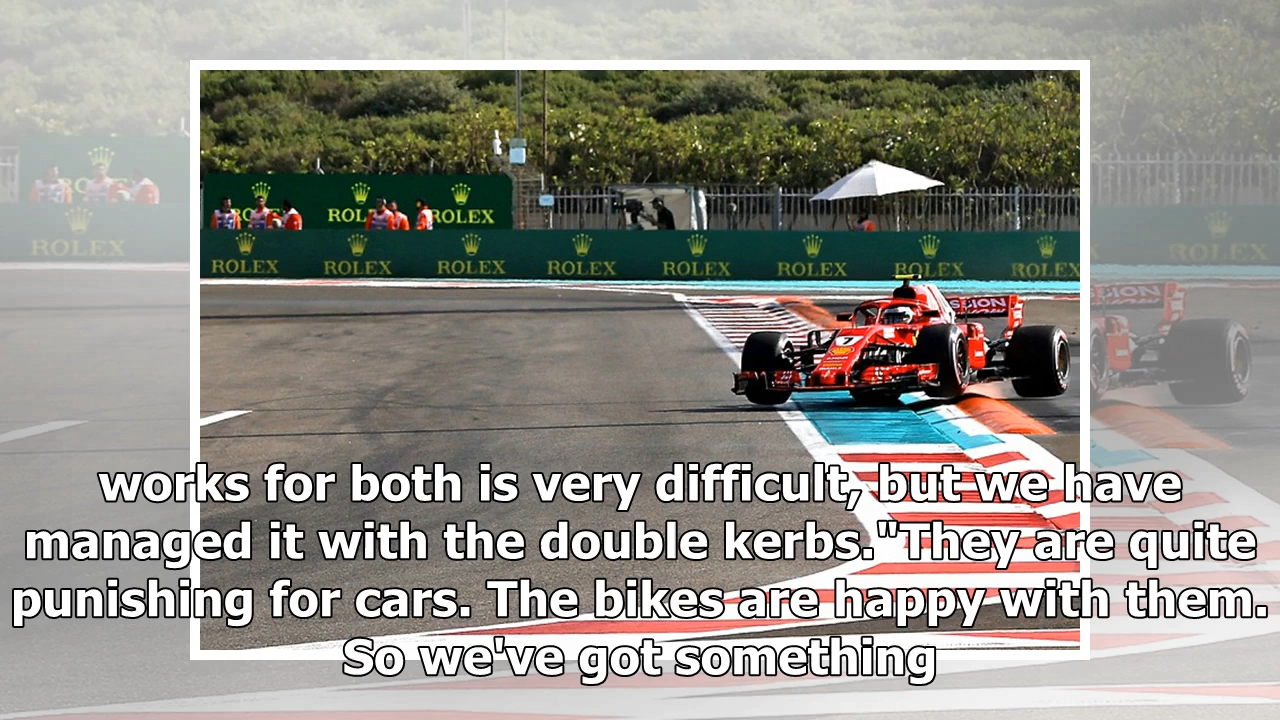 ROLEX
ROLEX
ROLEX ROLEX ROLEX ROLEX ROLEX ROLEX ROLEX ROLEX
7
works for both is very difficult, but we have
managed it with the double kerbs."They are quite
punishing for cars. The bikes are happy with them.
So we've got something